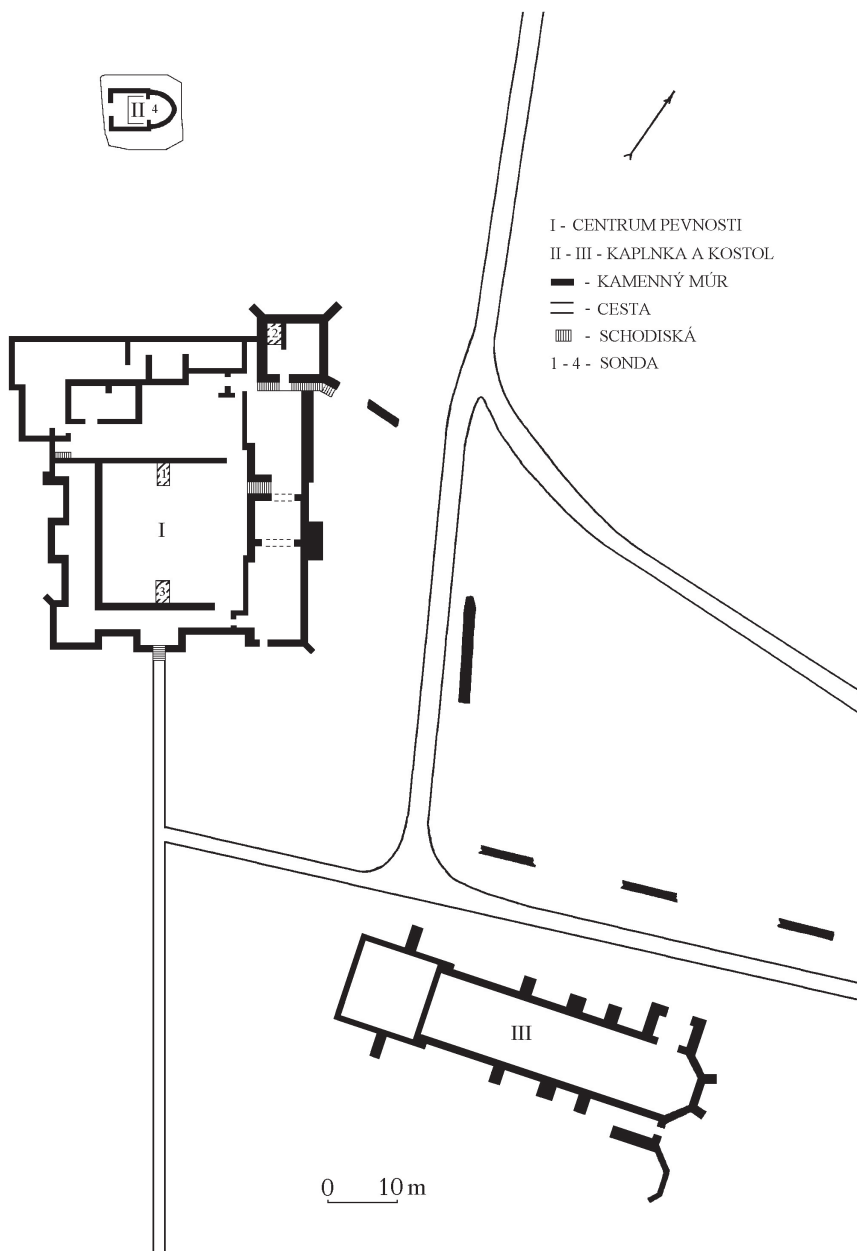 II 4
I - CENTRUM PEVNOSTI
II - III - KAPLNKA A KOSTOL
- KAMENNÝ MÚR
- CESTA
- SCHODISKÁ
1 - 4 - SONDA
2
1
I
3
III
0 10 m